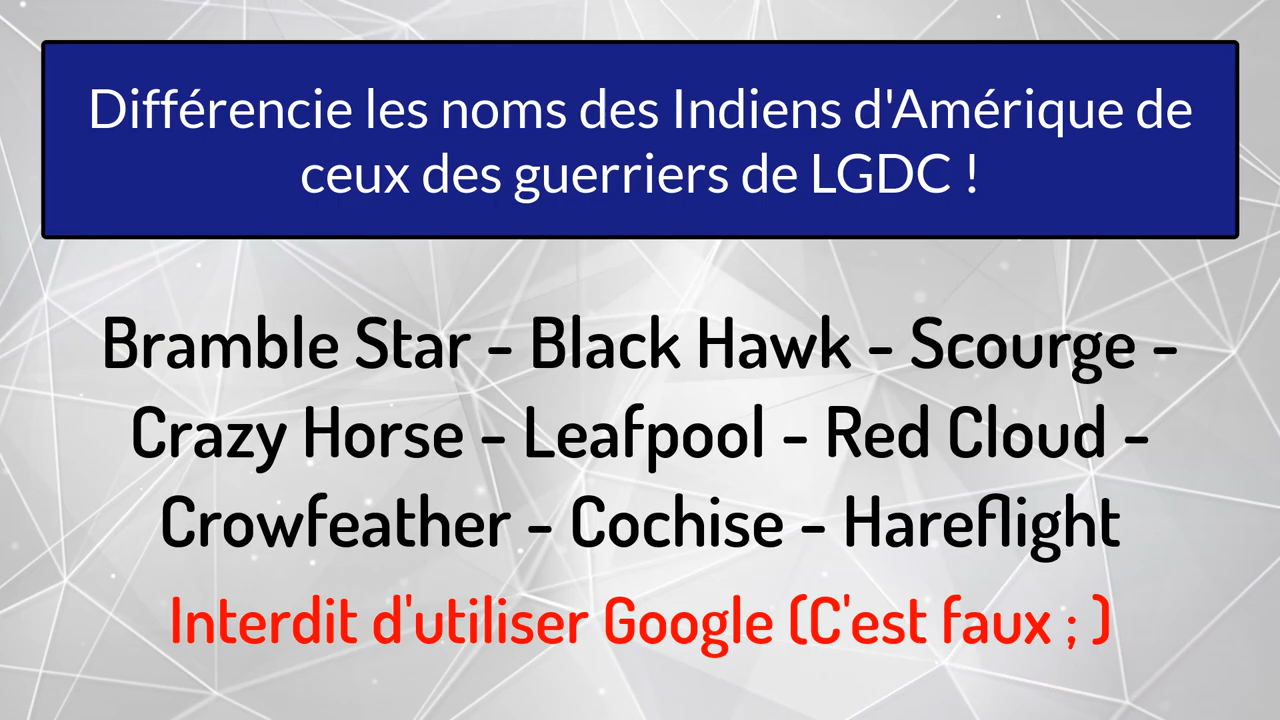 Différencie les noms des Indiens d'Amérique de
ceux des guerriers de LGDC !
Bramble Star - Black Hawk - Scourge -
Crazy Horse - Leafpool - Red Cloud -
Crowfeather - Cochise - Hareflight
Interdit d'utiliser Google (C'est faux ; )